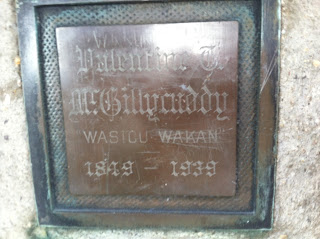 Valentine T.
McGillycuddy
"WASICU WAKAN"
1849 – 1939